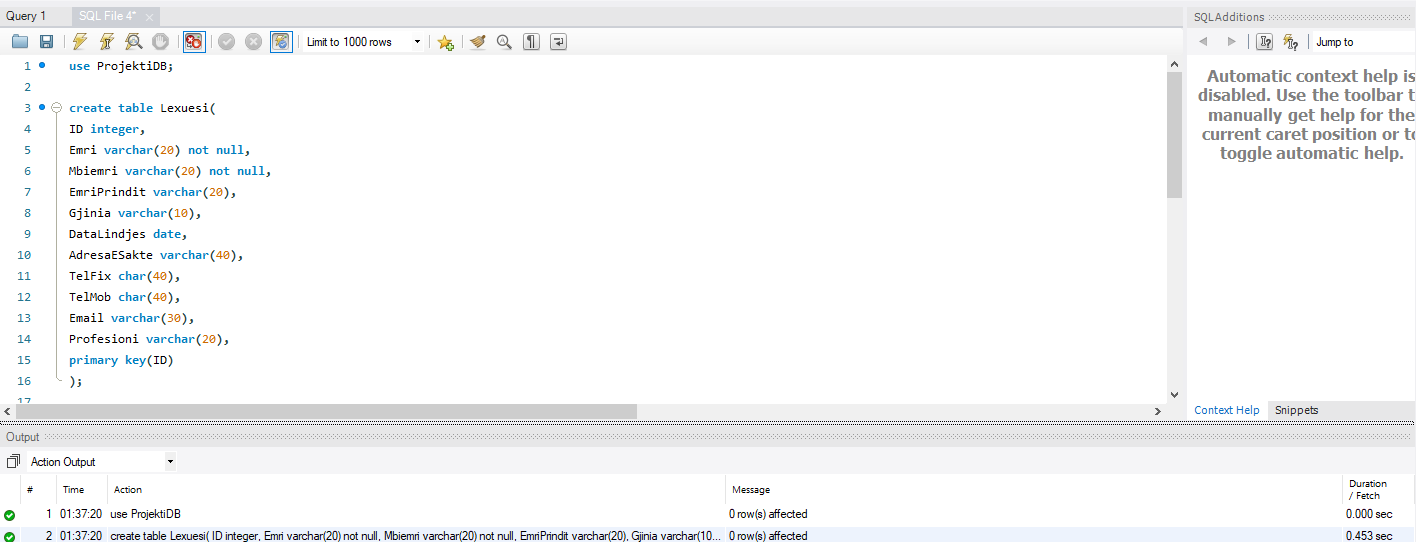 Query 1
SQL File 4*
SQLAdditions
Limit to 1000 rows
Jump to
1 use ProjektiDB;
2
3 create table Lexuesi(
4 ID integer,
5 Emri varchar(20) not null,
6 Mbiemri varchar(20) not null,
7 EmriPrindit varchar(20),
8 Gjinia varchar(10),
9 DataLindjes date,
10 AdresaESakte varchar(40),
11 TelFix char(40),
12 TelMob char(40),
13 Email varchar(30),
14 Profesioni varchar(20),
15 primary key(ID)
16 );
17
Automatic context help is
disabled. Use the toolbar t
manually get help for the
current caret position or to
toggle automatic help.
Context Help Snippets
Output
Action Output
# Time Action Message Duration / Fetch
1 01:37:20 use ProjektiDB 0 row(s) affected 0.000 sec
2 01:37:20 create table Lexuesi( ID integer, Emri varchar(20) not null, Mbiemri varchar(20) not null, EmriPrindit varchar(20), Gjinia varchar(10... 0 row(s) affected 0.453 sec